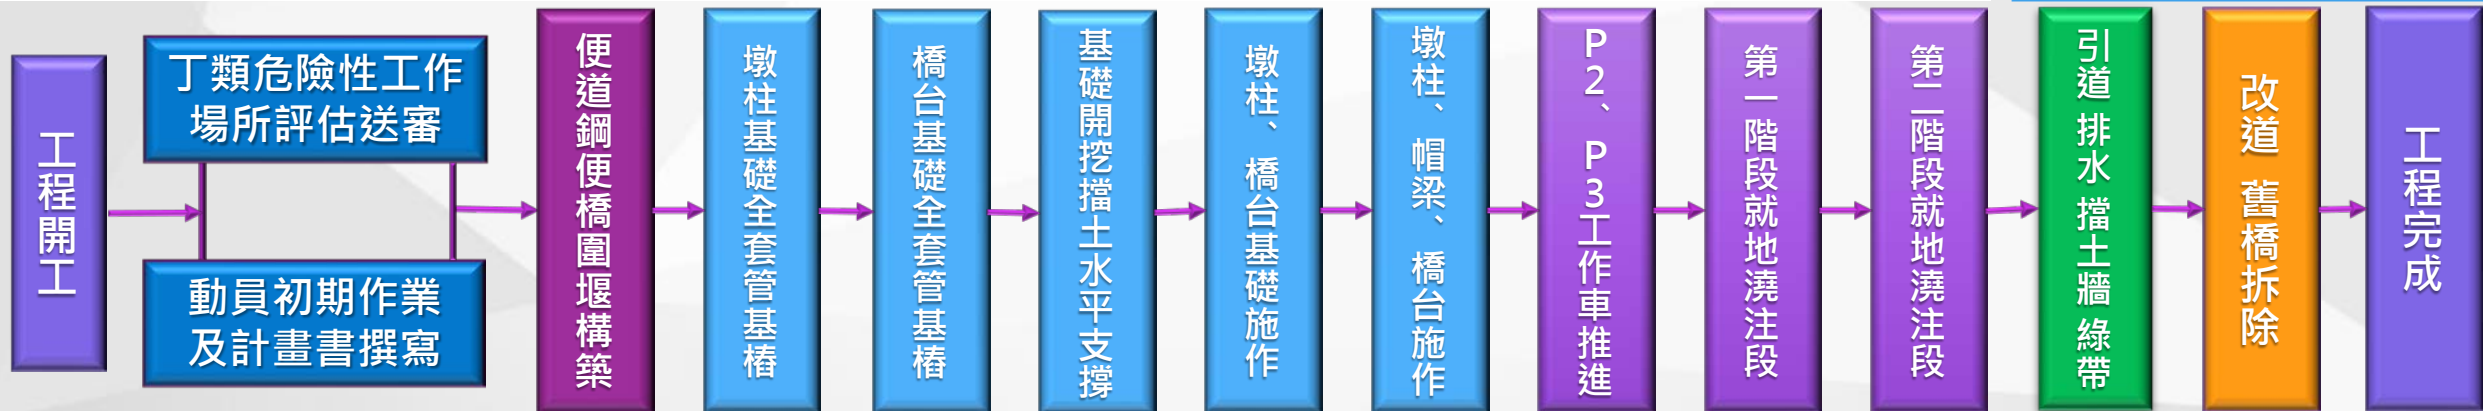 工程開工
丁類危險性工作
場所評估送審
動員初期作業
及計畫書撰寫
便道鋼便橋圍堰構築
墩柱基礎全套管基樁
橋台基礎全套管基樁
基礎開挖擋土水平支撐
墩柱、橋台基礎施作
墩柱、帽梁、橋台施作
P2、P3工作車推進
第一階段就地澆注段
第二階段就地澆注段
引道 排水 擋土牆 綠帶
改道 舊橋拆除
工程完成